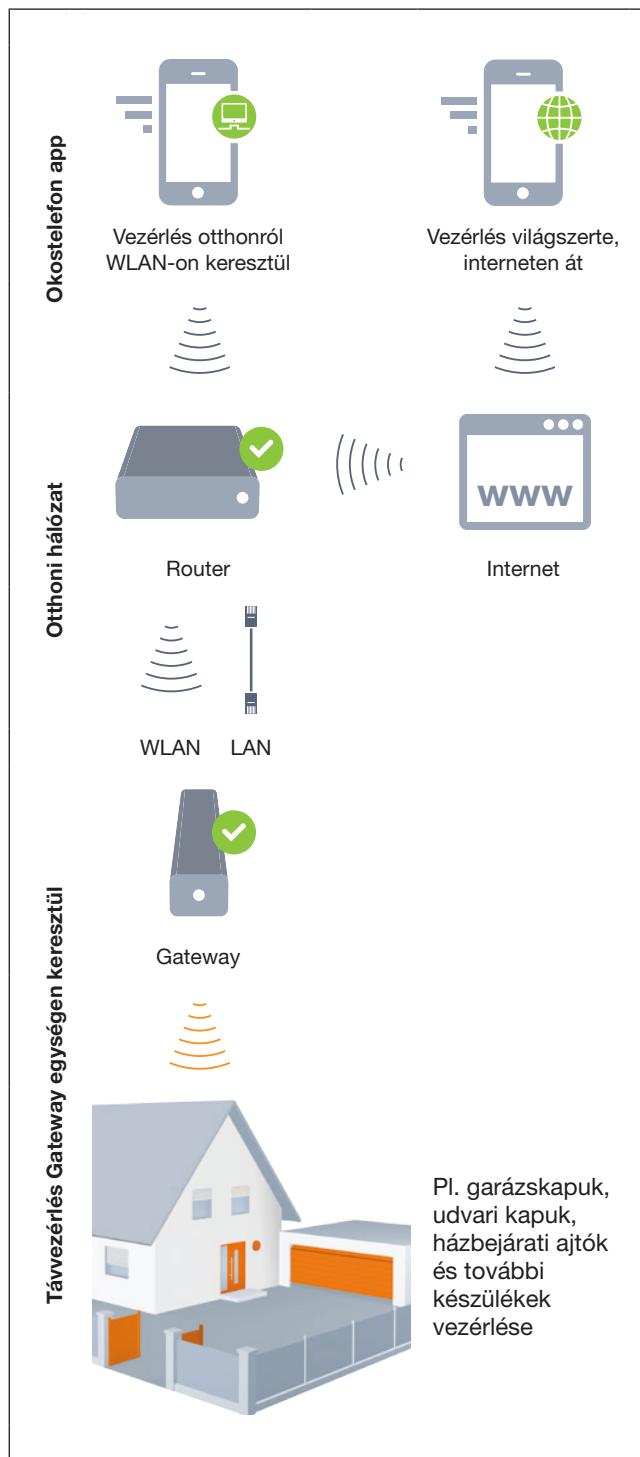 Okostelefon app
Vezérlés otthonról
WLAN-on keresztül
Vezérlés világszerte,
interneten át
Otthoni hálózat
www
Router
Internet
WLAN
LAN
Távvezérlés Gateway egységen keresztül
Gateway
Pl. garázskapuk,
udvari kapuk,
házbejárati ajtók
és további
készülékek
vezérlése